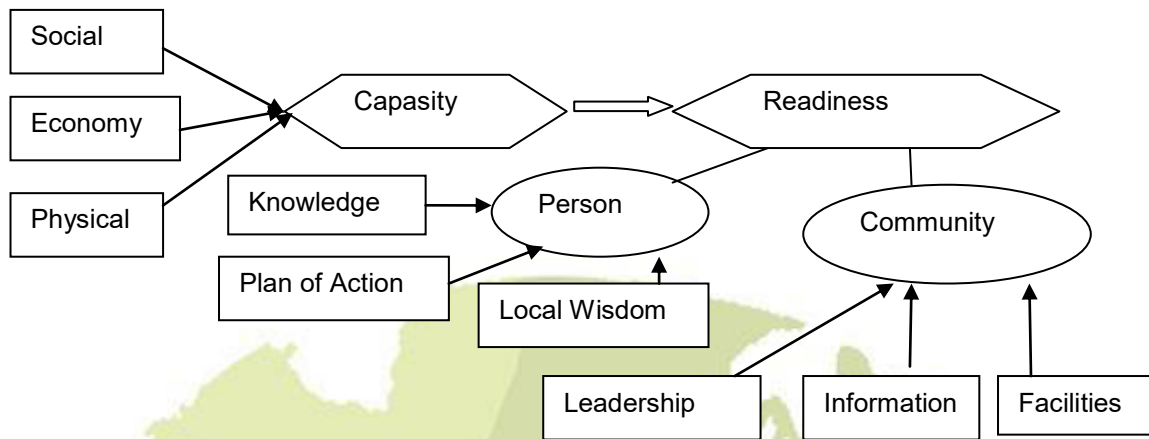 Social
Capasity
Readiness
Economy
Physical
Knowledge
Person
Community
Plan of Action
Local Wisdom
Leadership
Information
Facilities